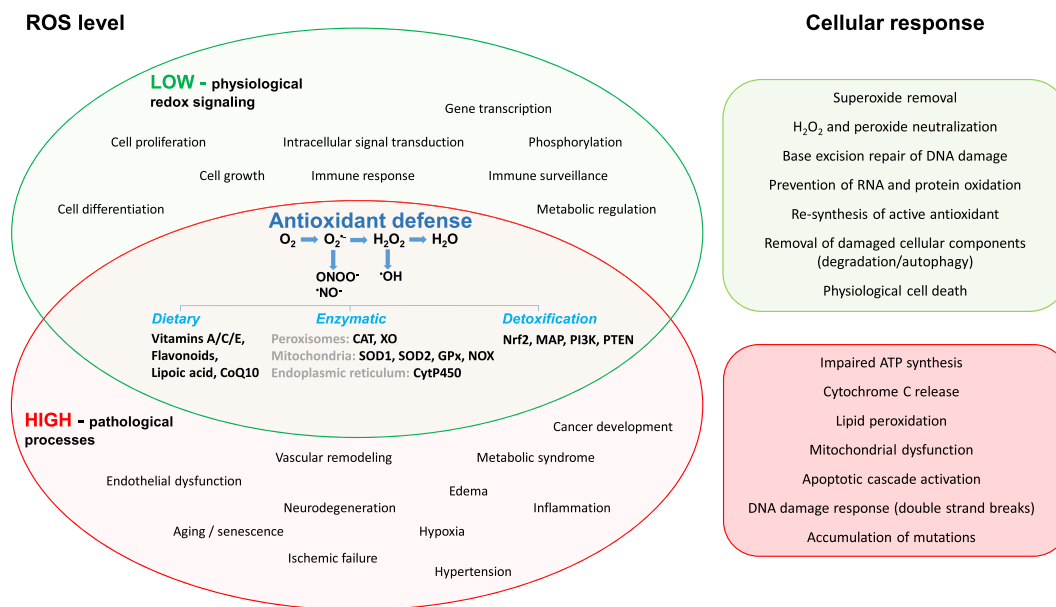 ROS level
Cellular response
LOW - physiological
redox signaling
Gene transcription
Cell proliferation
Intracellular signal transduction
Phosphorylation
Cell growth
Immune response
Immune surveillance
Cell differentiation
Metabolic regulation
Antioxidant defense
O₂ O₂•- H₂O₂ H₂O
ONOO⁻ •OH
•NO⁻
Dietary
Vitamins A/C/E,
Flavonoids,
Lipoic acid, CoQ10
Enzymatic
Peroxisomes: CAT, XO
Mitochondria: SOD1, SOD2, GPx, NOX
Endoplasmic reticulum: CytP450
Detoxification
Nrf2, MAP, PI3K, PTEN
HIGH - pathological
processes
Cancer development
Vascular remodeling
Metabolic syndrome
Endothelial dysfunction
Edema
Neurodegeneration
Inflammation
Aging / senescence
Hypoxia
Ischemic failure
Hypertension
Superoxide removal
H₂O₂ and peroxide neutralization
Base excision repair of DNA damage
Prevention of RNA and protein oxidation
Re-synthesis of active antioxidant
Removal of damaged cellular components
(degradation/autophagy)
Physiological cell death
Impaired ATP synthesis
Cytochrome C release
Lipid peroxidation
Mitochondrial dysfunction
Apoptotic cascade activation
DNA damage response (double strand breaks)
Accumulation of mutations